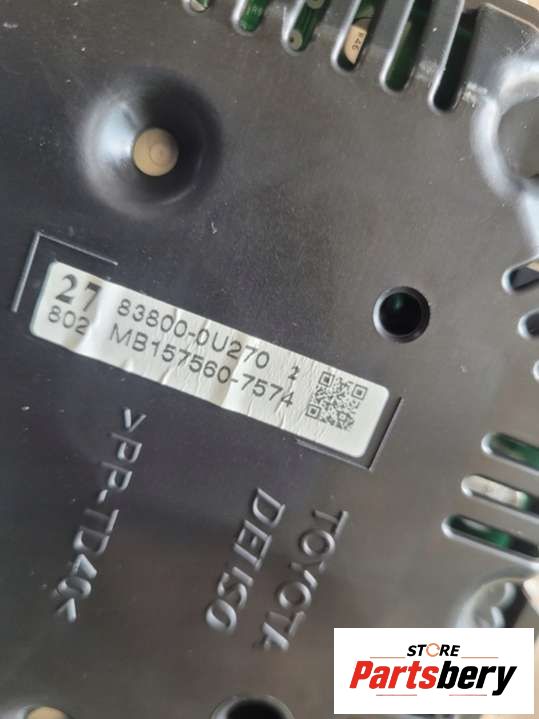 27 83800-0U270 2
802 MB157560-7574
>PP-TD40<
TOYOTA
DENSO
STORE
Partsbery